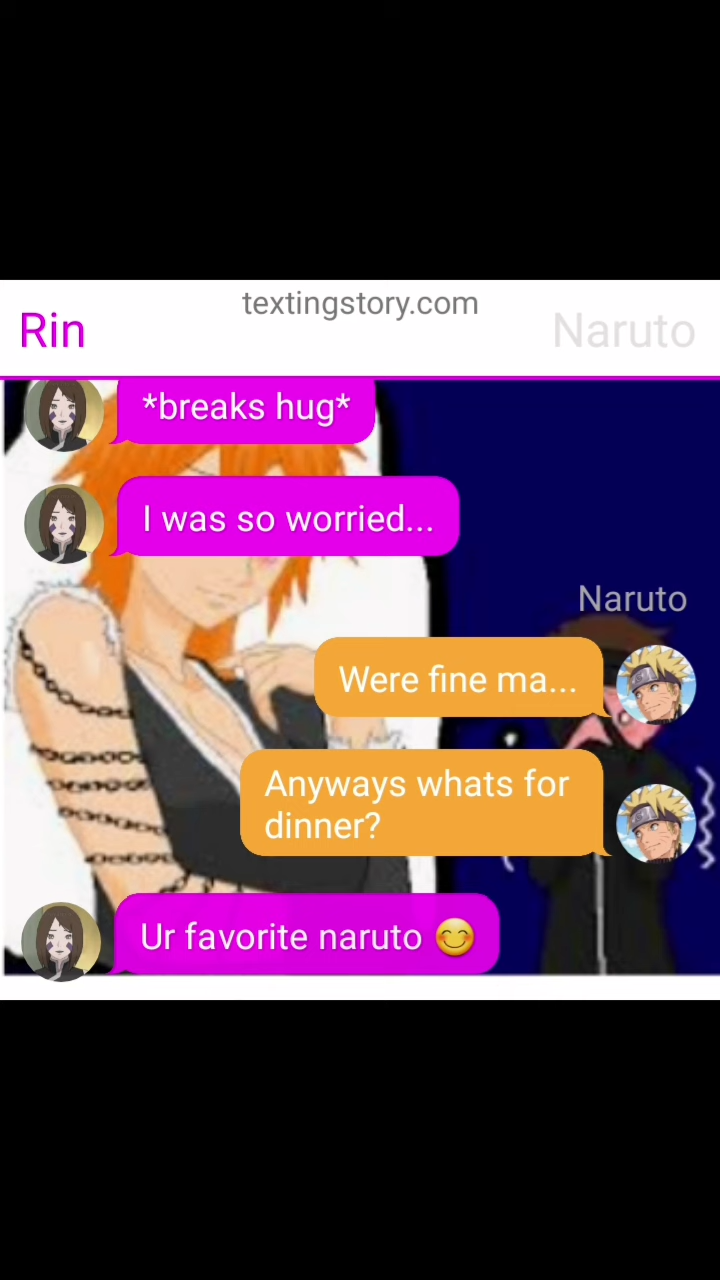 textingstory.com
Rin
Naruto
*breaks hug*
I was so worried...
Naruto
Were fine ma...
Anyways whats for
dinner?
Ur favorite naruto 😊